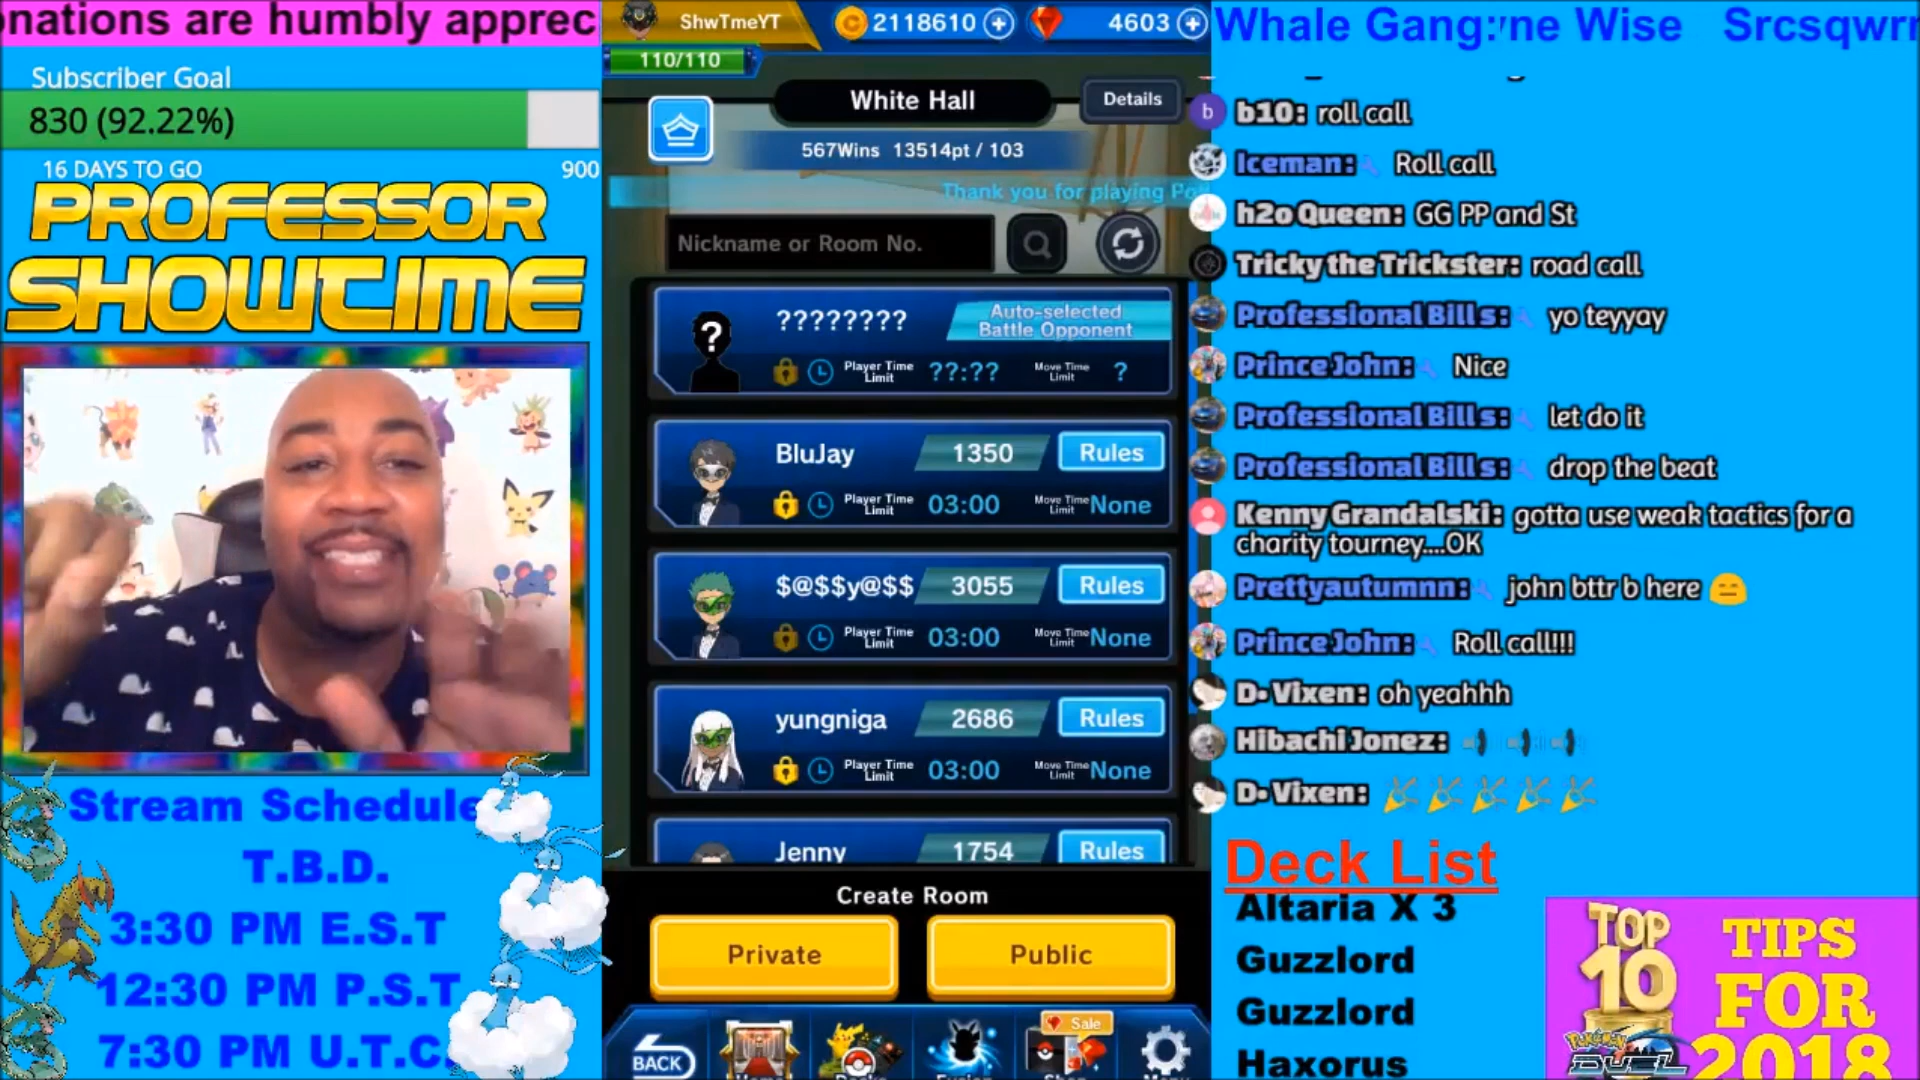 nations are humbly apprec
Subscriber Goal
830 (92.22%)
16 DAYS TO GO
900
PROFESSOR
SHOWTIME
Stream Schedule
T.B.D.
3:30 PM E.S.T
12:30 PM P.S.T
7:30 PM U.T.C.
ShwTmeYT
2118610
4603
110/110
White Hall
Details
567Wins 13514pt / 103
Thank you for playing Po
Nickname or Room No.
????????
Auto-selected
Battle Opponent
Player Time
Limit
??:??
Move Time
Limit
?
BluJay
1350
Rules
Player Time
Limit
03:00
Move Time
Limit
None
$@$$y@$$
3055
Rules
Player Time
Limit
03:00
Move Time
Limit
None
yungniga
2686
Rules
Player Time
Limit
03:00
Move Time
Limit
None
Jenny
1754
Rules
Create Room
Private
Public
BACK
Sale
Whale Gang: ne Wise Srcsqwrr
b
b10: roll call
Iceman: Roll call
h2o Queen: GG PP and St
Tricky the Trickster: road call
Professional Bill s: yo teyyay
Prince John: Nice
Professional Bill s: let do it
Professional Bill s: drop the beat
Kenny Grandalski: gotta use weak tactics for a
charity tourney....OK
Prettyautumnn: john bttr b here 😑
Prince John: Roll call!!!
D• Vixen: oh yeahhh
Hibachi Jonez:
D• Vixen: 🎉🎉🎉🎉🎉
Deck List
Altaria X 3
Guzzlord
Guzzlord
Haxorus
TOP
10
TIPS
FOR
2018
POKÉMON
DUEL